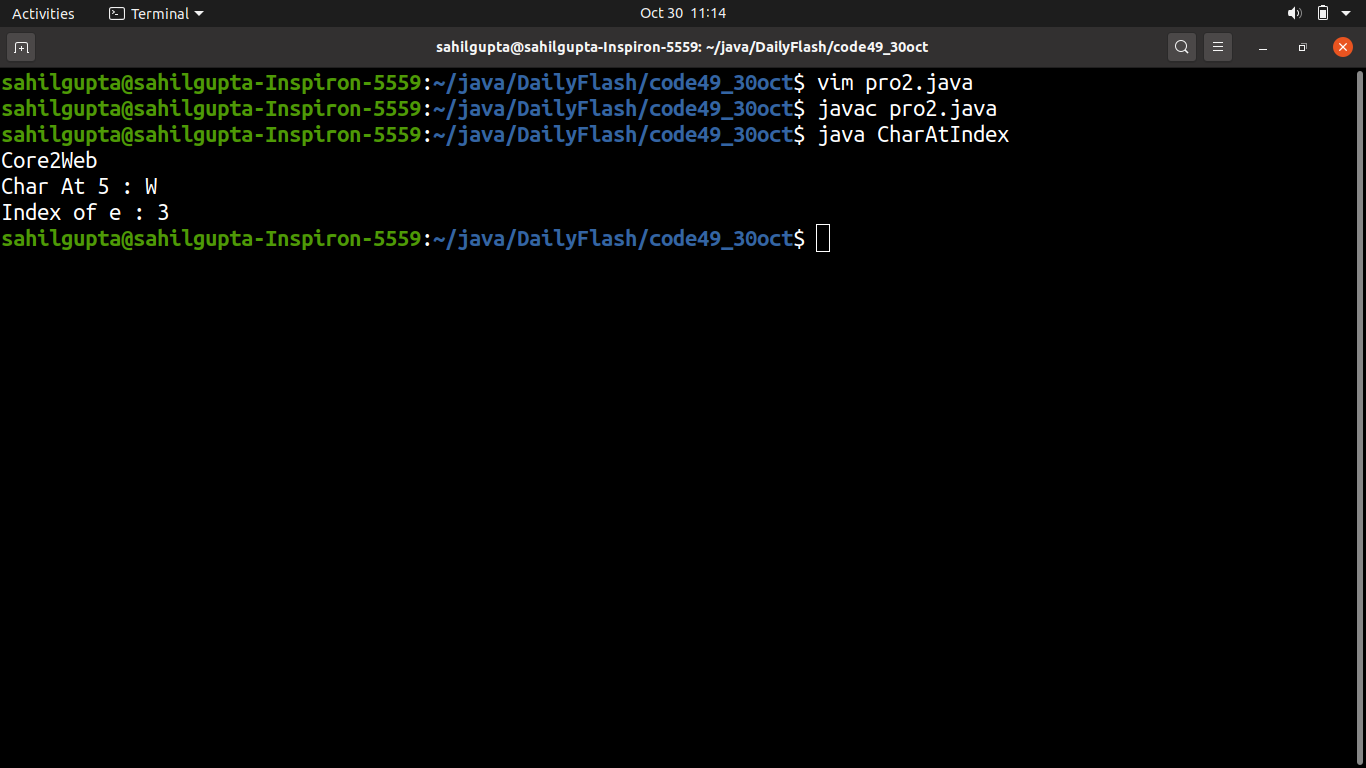 Activities Terminal Oct 30 11:14
sahilgupta@sahilgupta-Inspiron-5559: ~/java/DailyFlash/code49_30oct
sahilgupta@sahilgupta-Inspiron-5559:~/java/DailyFlash/code49_30oct$ vim pro2.java
sahilgupta@sahilgupta-Inspiron-5559:~/java/DailyFlash/code49_30oct$ javac pro2.java
sahilgupta@sahilgupta-Inspiron-5559:~/java/DailyFlash/code49_30oct$ java CharAtIndex
Core2Web
Char At 5 : W
Index of e : 3
sahilgupta@sahilgupta-Inspiron-5559:~/java/DailyFlash/code49_30oct$